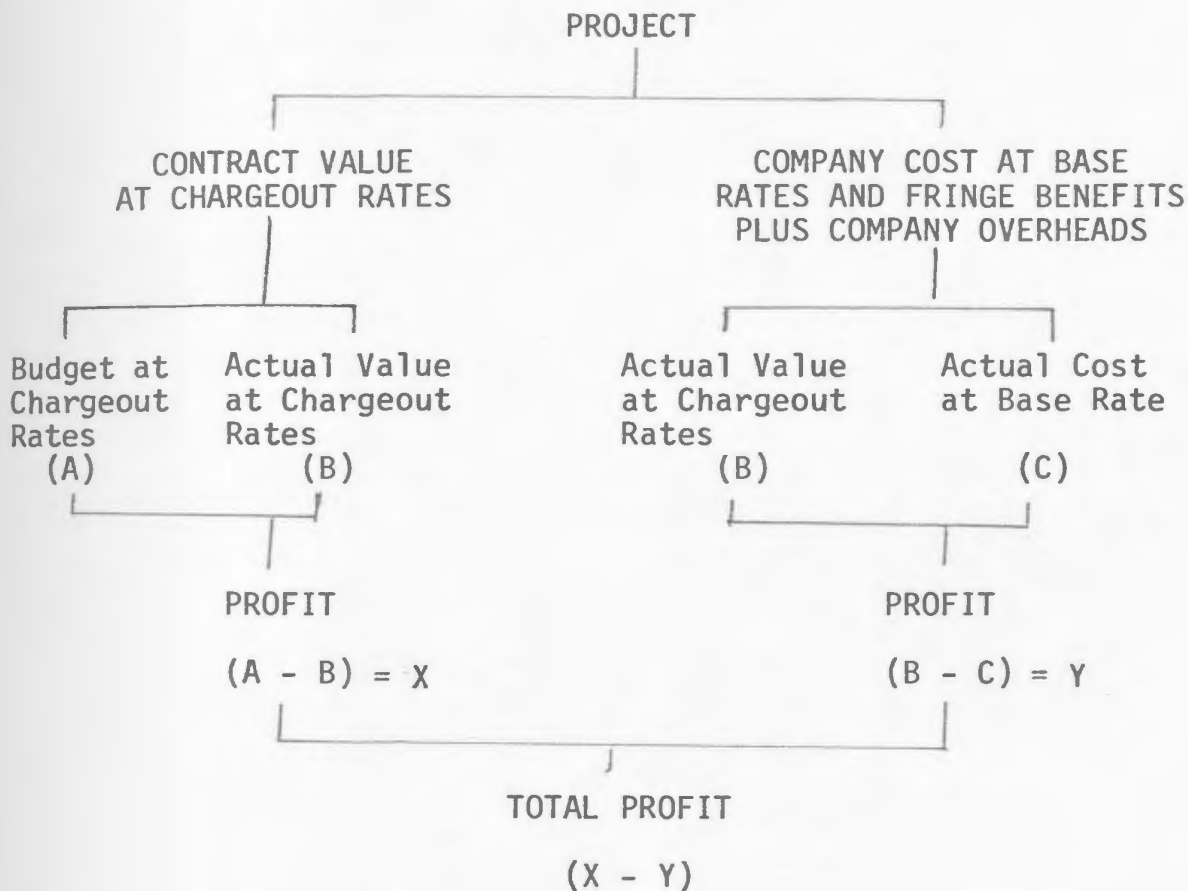 PROJECT
CONTRACT VALUE
AT CHARGEOUT RATES
COMPANY COST AT BASE
RATES AND FRINGE BENEFITS
PLUS COMPANY OVERHEADS
Budget at
Chargeout
Rates
(A)
Actual Value
at Chargeout
Rates
(B)
Actual Value
at Chargeout
Rates
(B)
Actual Cost
at Base Rate
(C)
PROFIT
(A - B) = X
PROFIT
(B - C) = Y
TOTAL PROFIT
(X - Y)